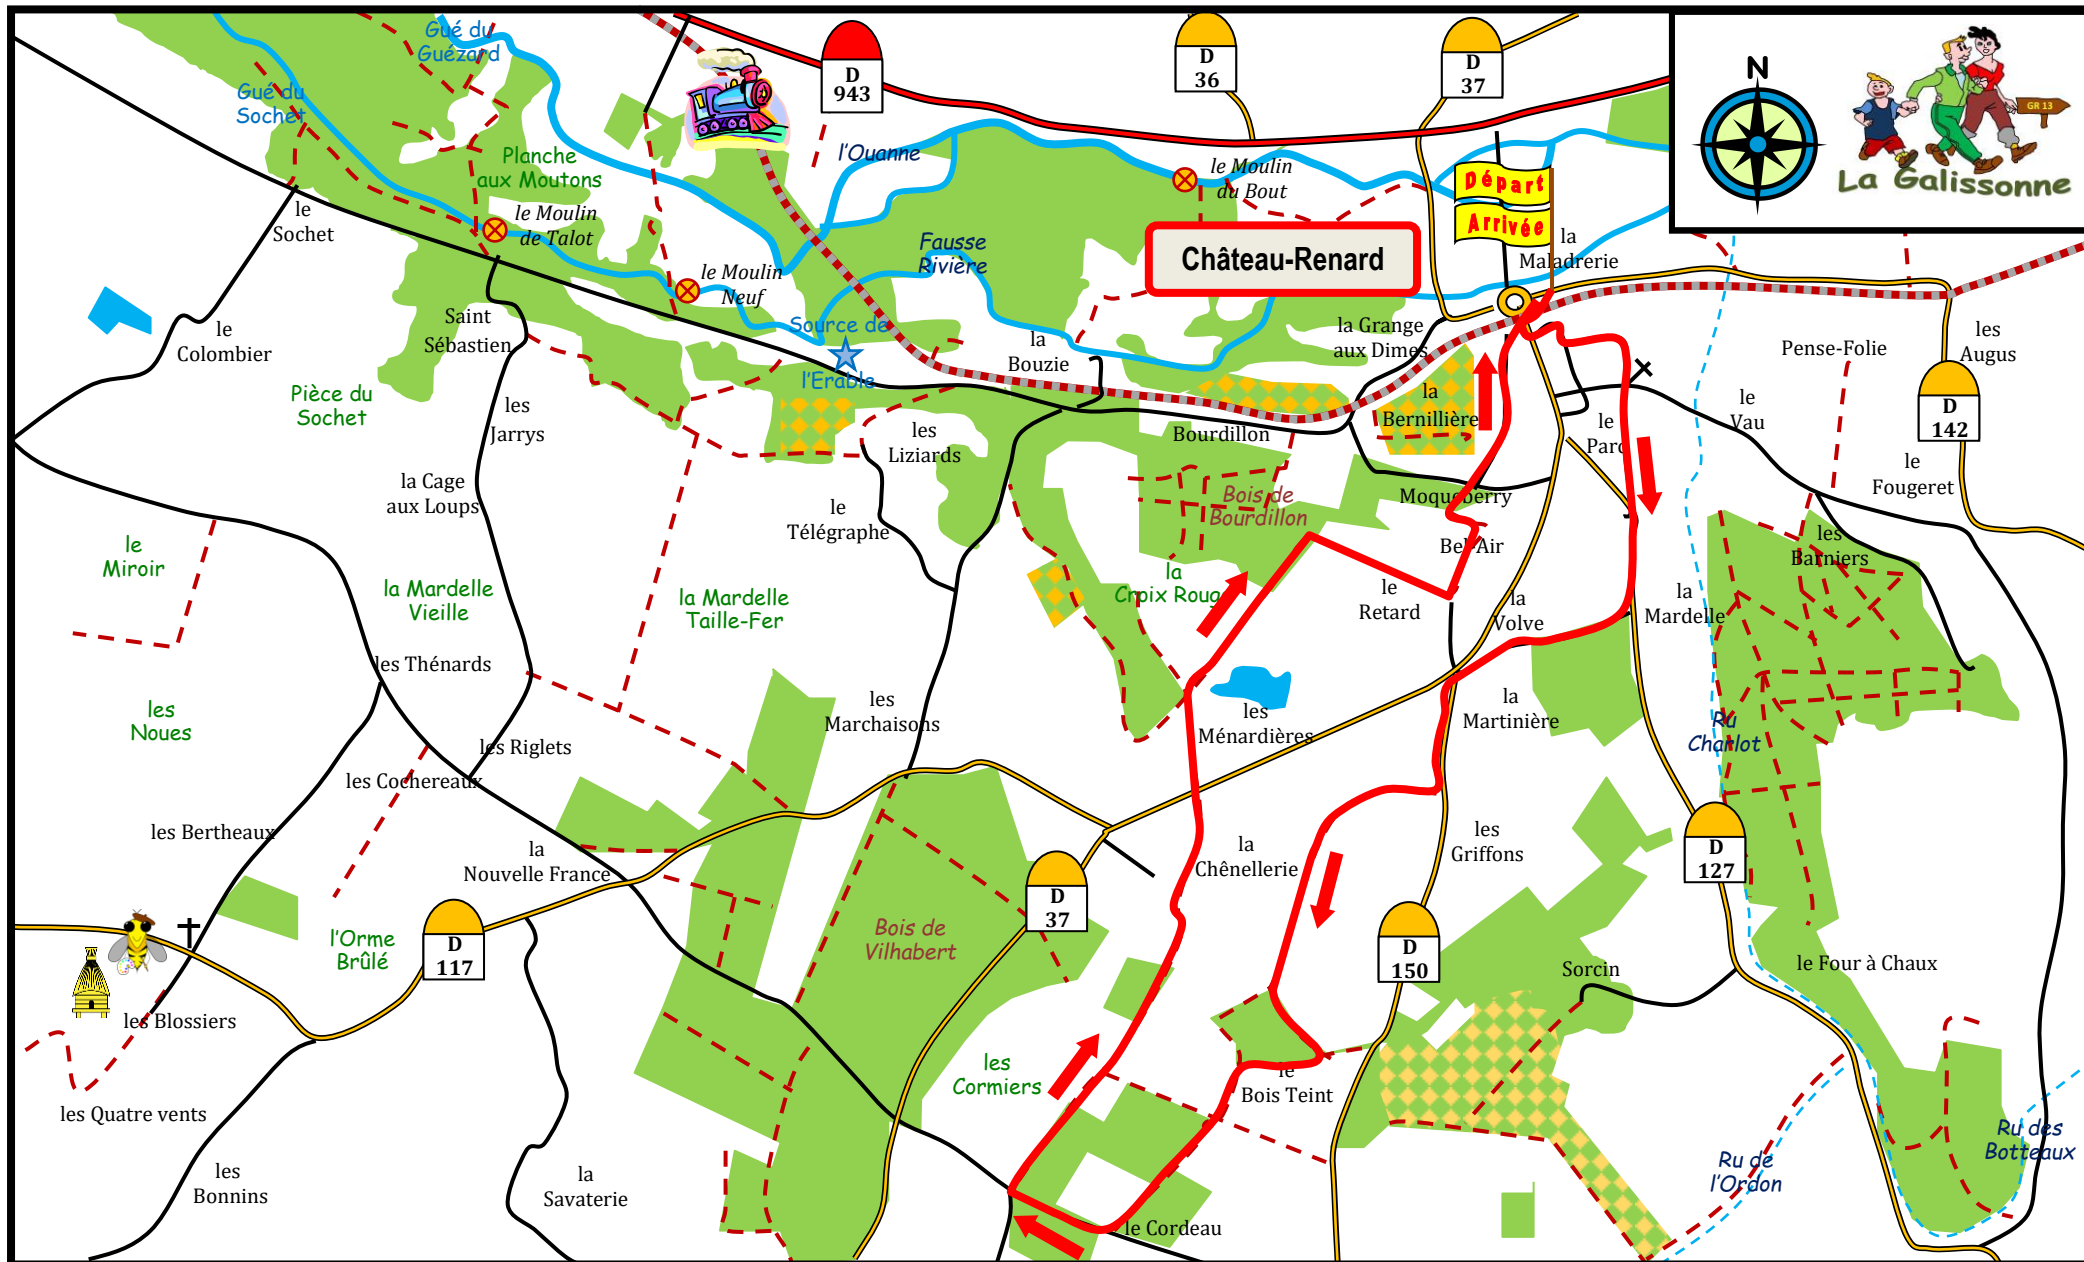 Gué du
Guézard
D
943
D
36
D
37
N
GR 13
La Galissonne
Gué du
Sochet
Planche
aux Moutons
l'Ouanne
le Moulin
du Bout
Départ
Arrivée
le
Sochet
le Moulin
de Talot
Fausse
Rivière
Château-Renard
la
Maladrerie
le Moulin
Neuf
le
Colombier
Saint
Sébastien
Source de
l'Erable
la
Bouzie
la Grange
aux Dimes
Pense-Folie
les
Augus
Pièce du
Sochet
les
Jarrys
les
Liziards
Bourdillon
la
Bernillière
le
Parc
le
Vau
D
142
la Cage
aux Loups
le
Télégraphe
Bois de
Bourdillon
Moqueberry
le
Fougeret
le
Miroir
Bel-Air
les
Barniers
la Mardelle
Vieille
la Mardelle
Taille-Fer
la
Croix Roug
le
Retard
la
Volve
la
Mardelle
les Thénards
les
Noues
les
Marchaisons
les
Ménardières
la
Martinière
Ru
Charlot
les Riglets
les Cochereaux
les Bertheaux
la
Nouvelle France
la
Chênellerie
les
Griffons
D
127
D
37
l'Orme
Brûlé
D
117
Bois de
Vilhabert
D
150
Sorcin
le Four à Chaux
les Blossiers
les
Cormiers
le
Bois Teint
les Quatre vents
Ru des
Botteaux
les
Bonnins
la
Savaterie
Ru de
l'Ordon
le Cordeau